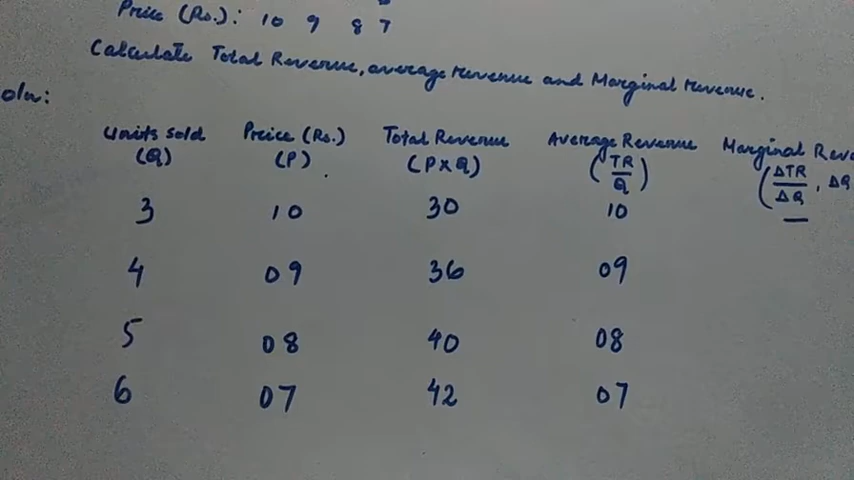 Price (Rs.): 10 9 8 7
Calculate Total Revenue, average revenue and Marginal revenue.
oln:
Units sold Price (Rs.) Total Revenue Average Revenue Marginal Reve
(Q) (P) (P×Q) (TR/Q) (ΔTR/ΔQ, ΔQ
3 10 30 10
4 09 36 09
5 08 40 08
6 07 42 07